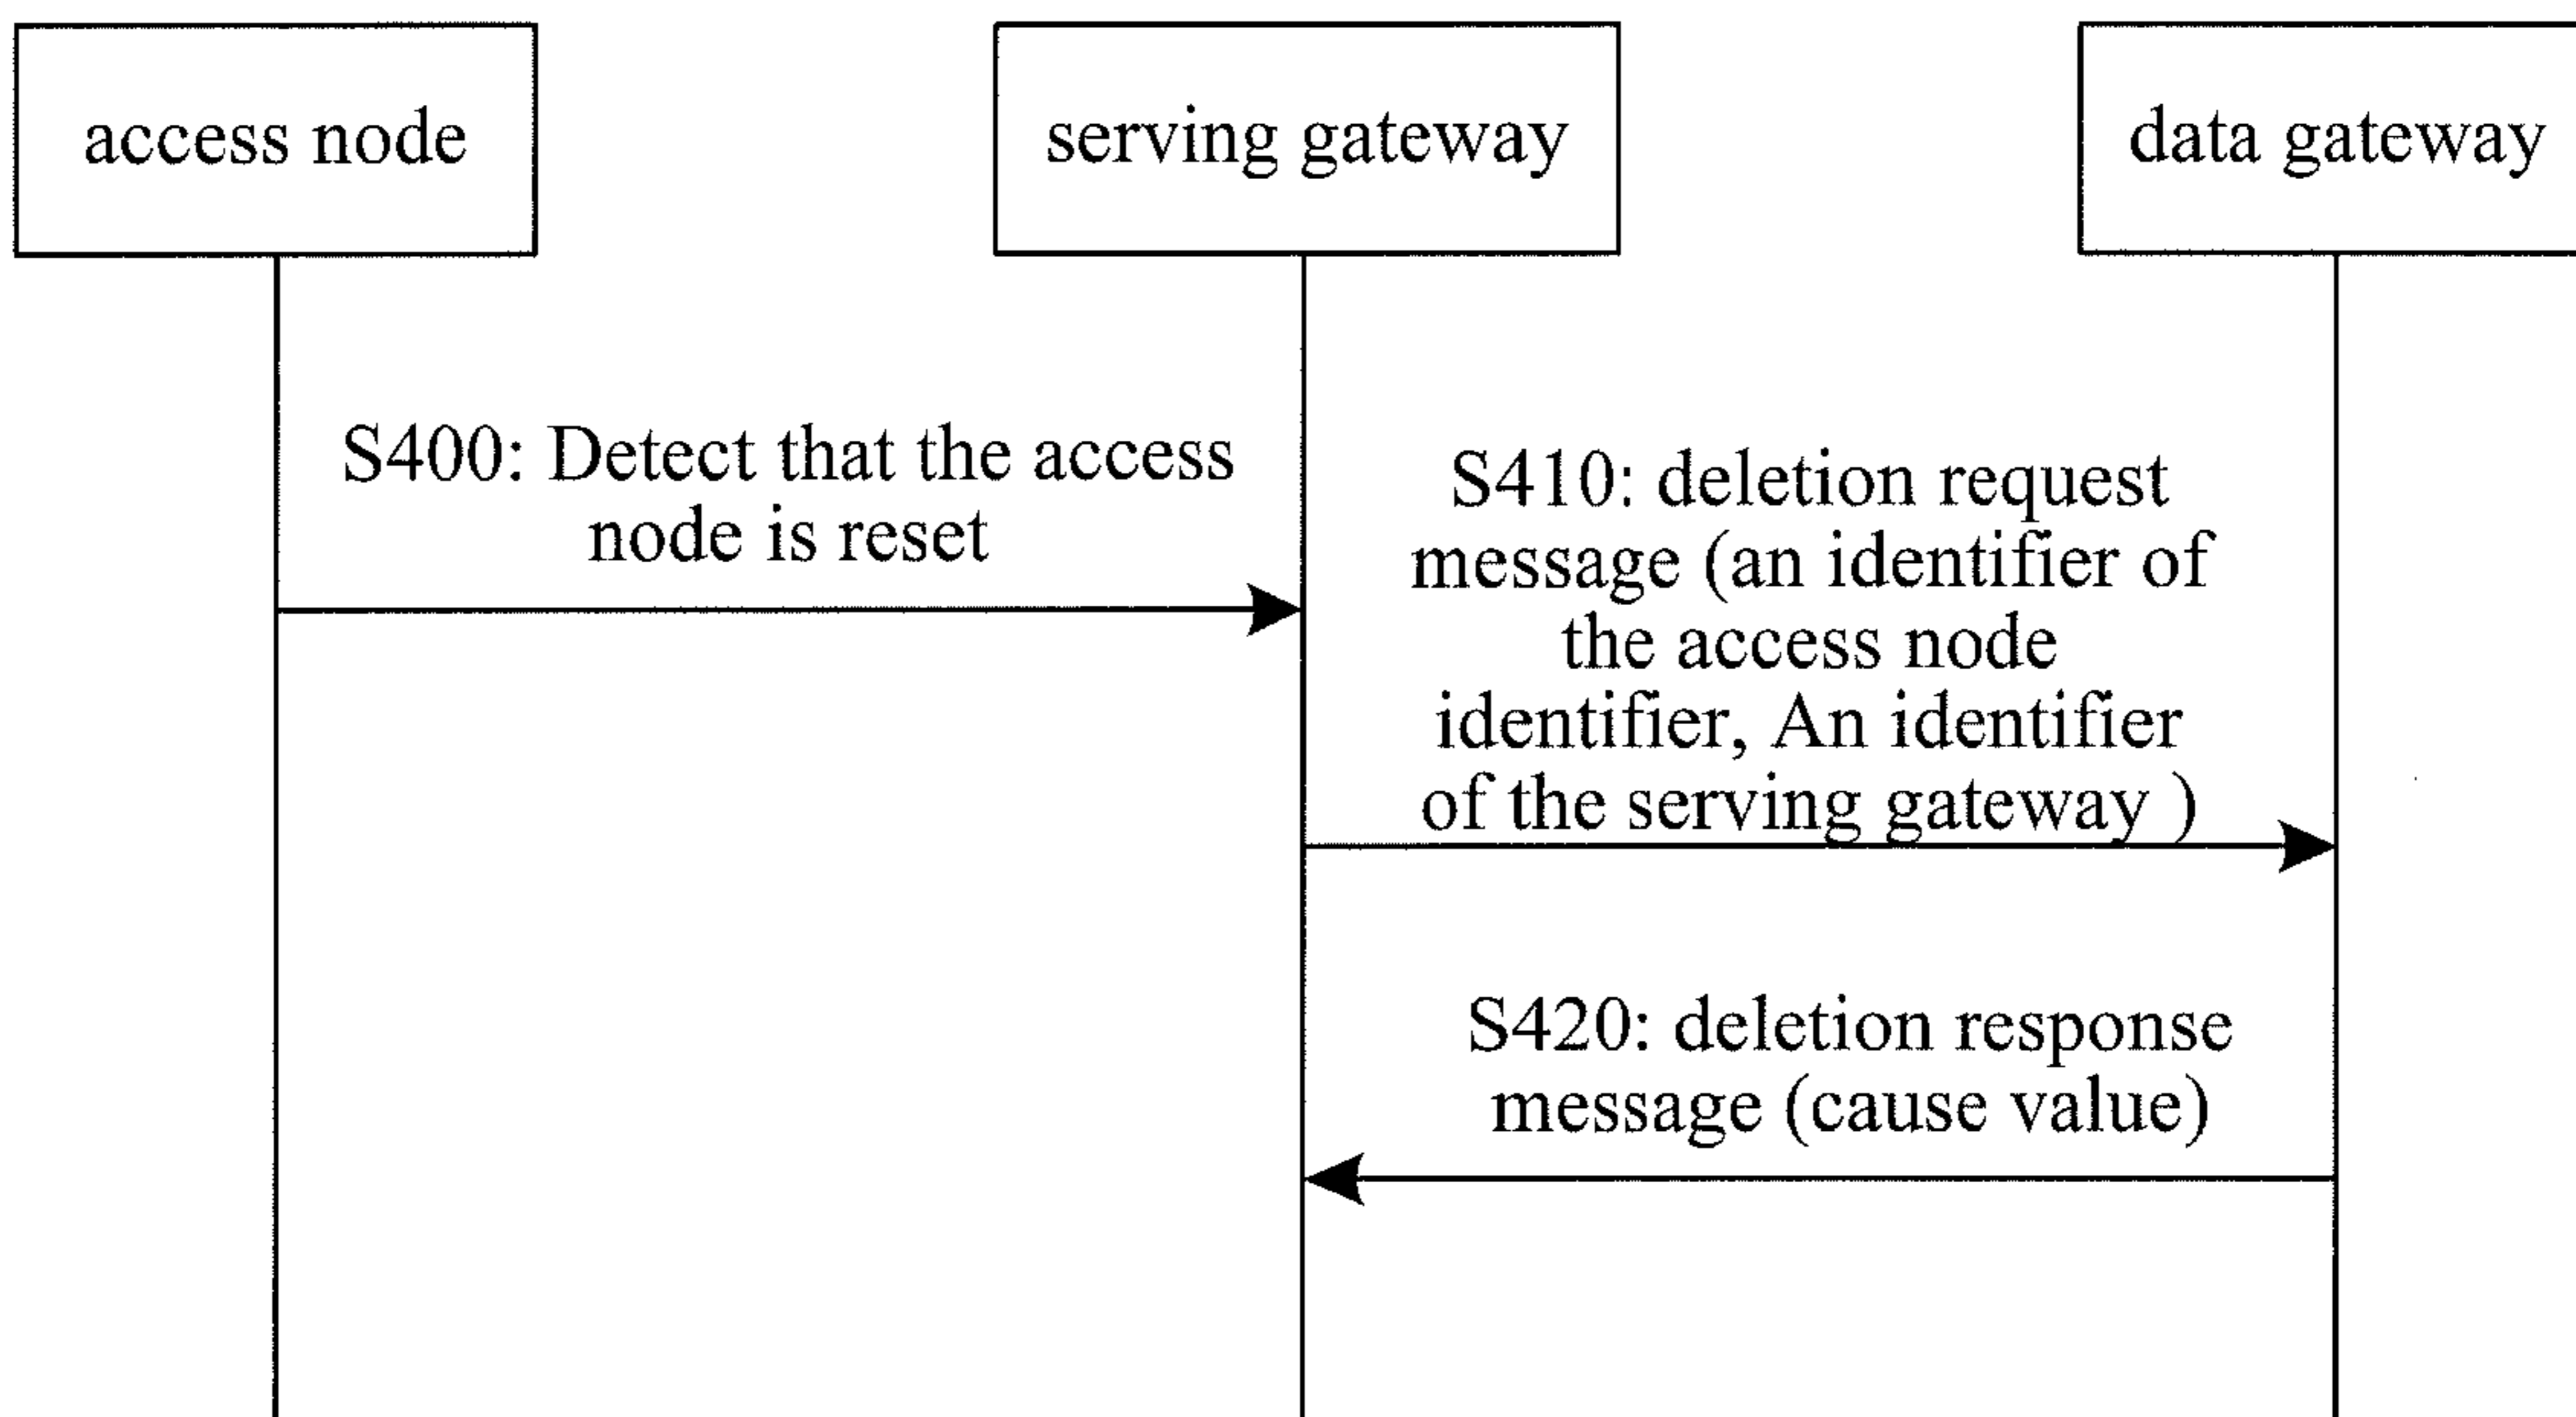 access node
serving gateway
data gateway
S400: Detect that the access
node is reset
S410: deletion request
message (an identifier of
the access node
identifier, An identifier
of the serving gateway )
S420: deletion response
message (cause value)